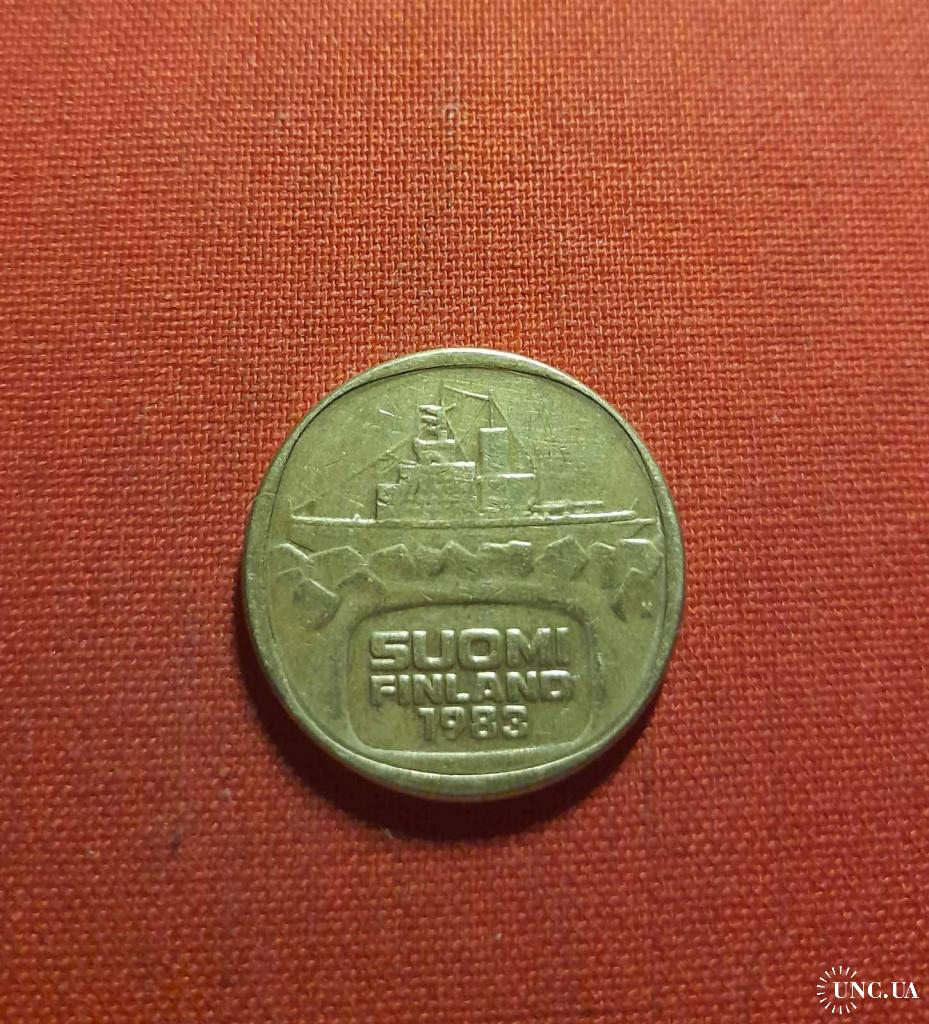 SUOMI
FINLAND
1983
UNC.UA